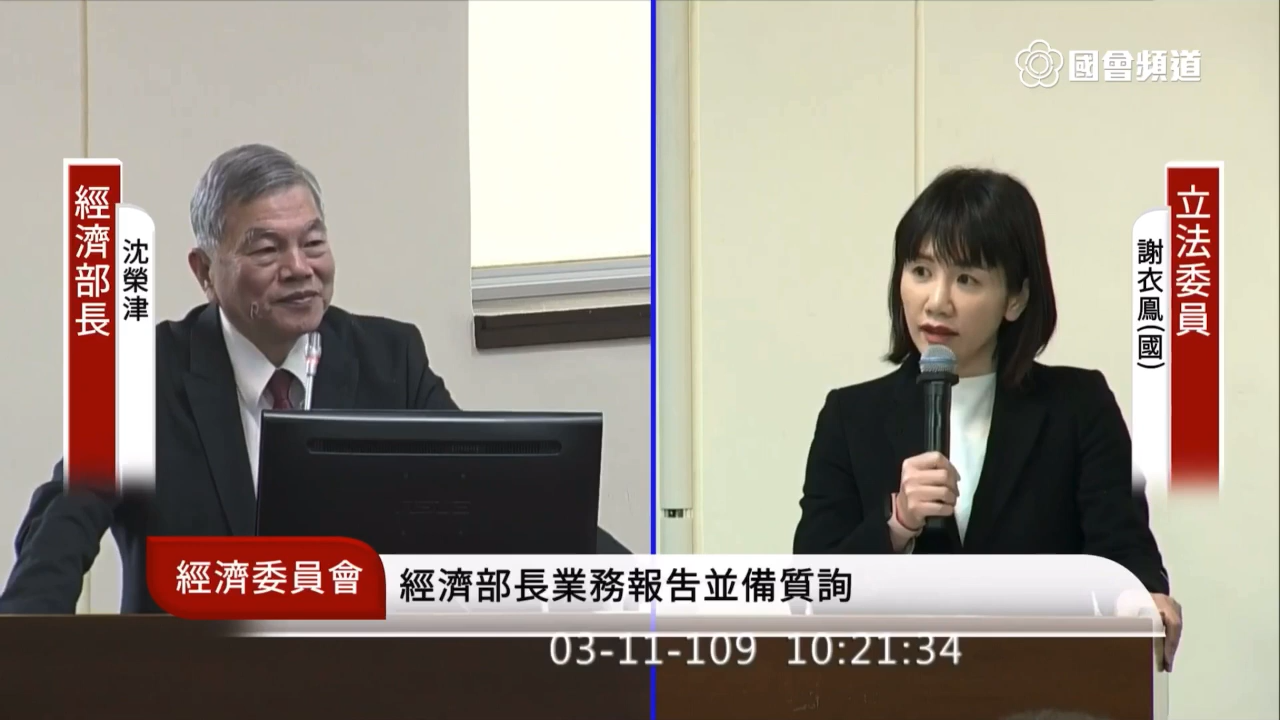 國會頻道
經濟部長
沈榮津
立法委員
謝衣鳳(國)
經濟委員會
經濟部長業務報告並備質詢
03-11-109 10:21:34